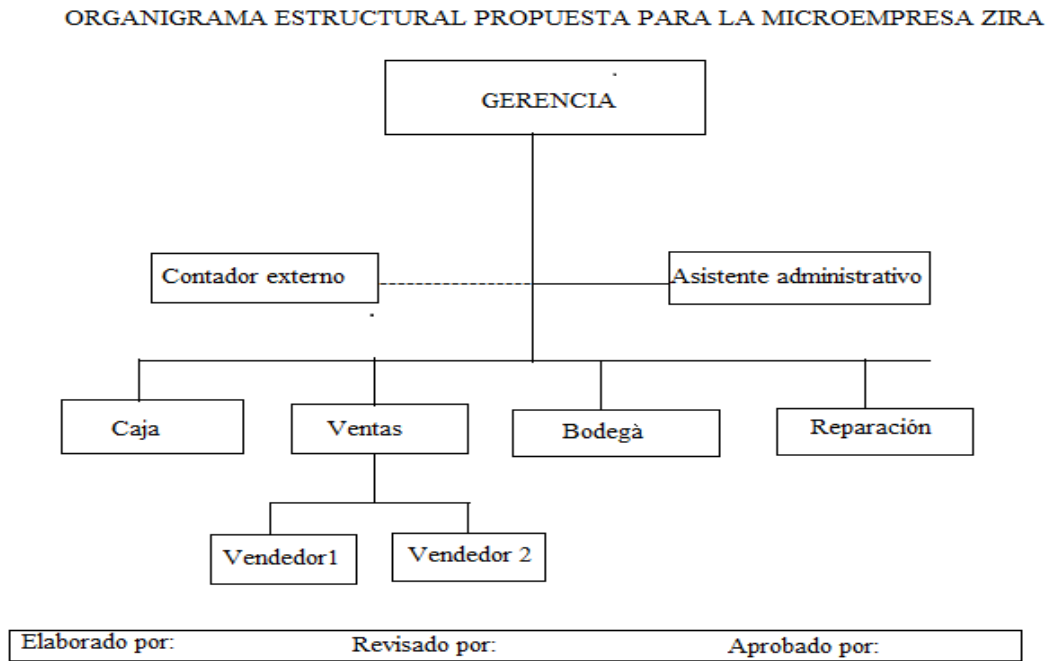 ORGANIGRAMA ESTRUCTURAL PROPUESTA PARA LA MICROEMPRESA ZIRA
GERENCIA
Contador externo
Asistente administrativo
Caja
Ventas
Bodegà
Reparación
Vendedor1
Vendedor 2
Elaborado por: Revisado por: Aprobado por: